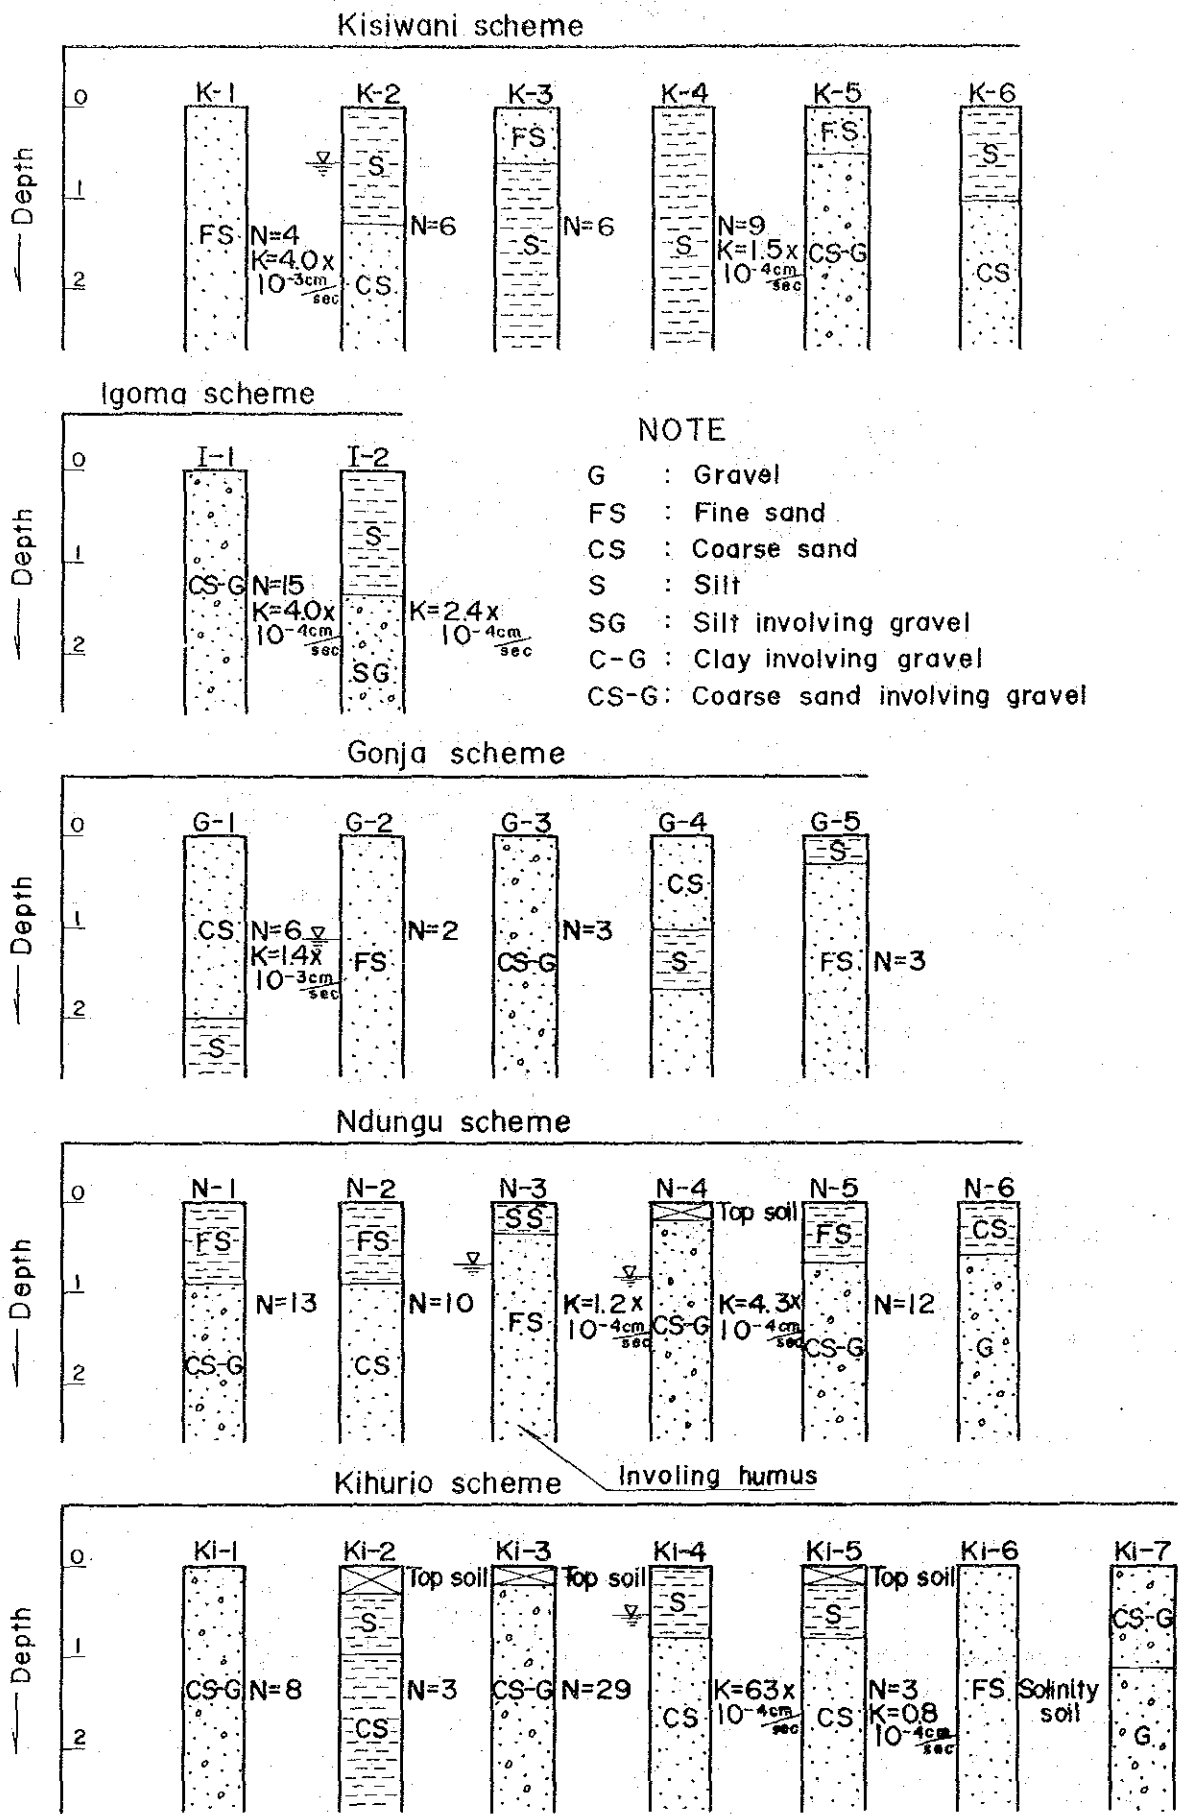 Kisiwani scheme
K-1 K-2 K-3 K-4 K-5 K-6
0
1
2
Depth
FS N=4
K=4.0x
10-3cm/sec
S
CS
N=6
FS
S
N=6
S
N=9
K=1.5x
10-4cm/sec
FS
CS-G
S
CS
Igoma scheme
I-1 I-2
0
1
2
Depth
CS-G N=15
K=4.0x
10-4cm/sec
S
SG
K=2.4x
10-4cm/sec
NOTE
G : Gravel
FS : Fine sand
CS : Coarse sand
S : Silt
SG : Silt involving gravel
C-G : Clay involving gravel
CS-G : Coarse sand involving gravel
Gonja scheme
G-1 G-2 G-3 G-4 G-5
0
1
2
Depth
CS N=6
K=1.4x
10-3cm/sec
S
FS
N=2
CS-G
N=3
CS
S
S
FS N=3
Ndungu scheme
N-1 N-2 N-3 N-4 N-5 N-6
0
1
2
Depth
FS
CS-G
N=13
FS
CS
N=10
SS
FS
K=1.2x
10-4cm/sec
Involing humus
Top soil
CS-G
K=4.3x
10-4cm/sec
FS
CS-G
N=12
CS
G
Kihurio scheme
Ki-1 Ki-2 Ki-3 Ki-4 Ki-5 Ki-6 Ki-7
0
1
2
Depth
CS-G N=8
Top soil
S
CS
N=3
Top soil
CS-G N=29
S
CS
K=63x
10-4cm/sec
Top soil
S
CS
N=3
K=0.8
10-4cm/sec
FS
Solinity
soil
CS-G
G